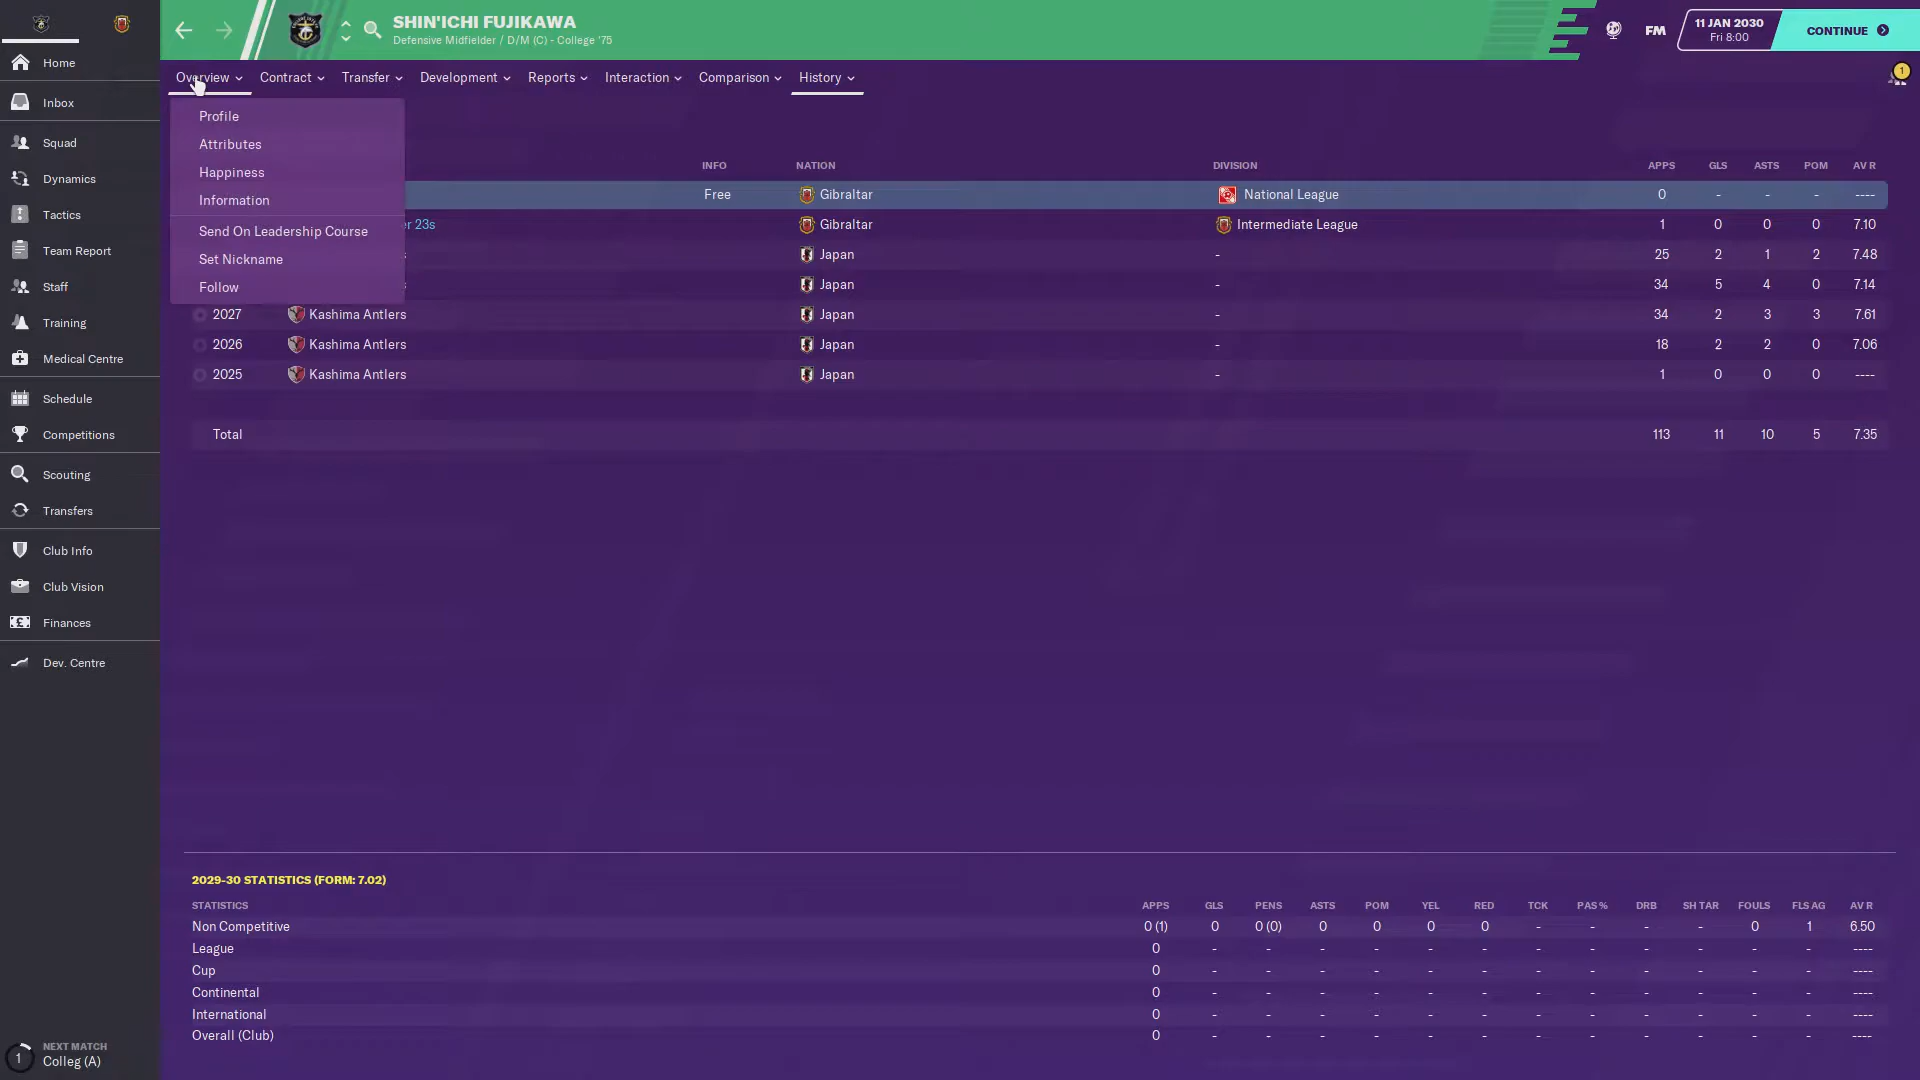 SHIN'ICHI FUJIKAWA
Defensive Midfielder / D/M (C) - College '75
FM
11 JAN 2030
Fri 8:00
CONTINUE
Home
Inbox
Squad
Dynamics
Tactics
Team Report
Staff
Training
Medical Centre
Schedule
Competitions
Scouting
Transfers
Club Info
Club Vision
Finances
Dev. Centre
1 NEXT MATCH
Colleg (A)
Overview Contract Transfer Development Reports Interaction Comparison History
1
Profile
Attributes
Happiness
Information
Send On Leadership Course
Set Nickname
Follow
INFO NATION DIVISION APPS GLS ASTS POM AV R
Free Gibraltar National League 0 - - - ----
er 23s Gibraltar Intermediate League 1 0 0 0 7.10
Japan - 25 2 1 2 7.48
Japan - 34 5 4 0 7.14
2027 Kashima Antlers Japan - 34 2 3 3 7.61
2026 Kashima Antlers Japan - 18 2 2 0 7.06
2025 Kashima Antlers Japan - 1 0 0 0 ----
Total 113 11 10 5 7.35
2029-30 STATISTICS (FORM: 7.02)
STATISTICS APPS GLS PENS ASTS POM YEL RED TCK PAS % DRB SH TAR FOULS FLS AG AV R
Non Competitive 0 (1) 0 0 (0) 0 0 0 0 - - - - 0 1 6.50
League 0 - - - - - - - - - - - - ----
Cup 0 - - - - - - - - - - - - ----
Continental 0 - - - - - - - - - - - - ----
International 0 - - - - - - - - - - - - ----
Overall (Club) 0 - - - - - - - - - - - - ----